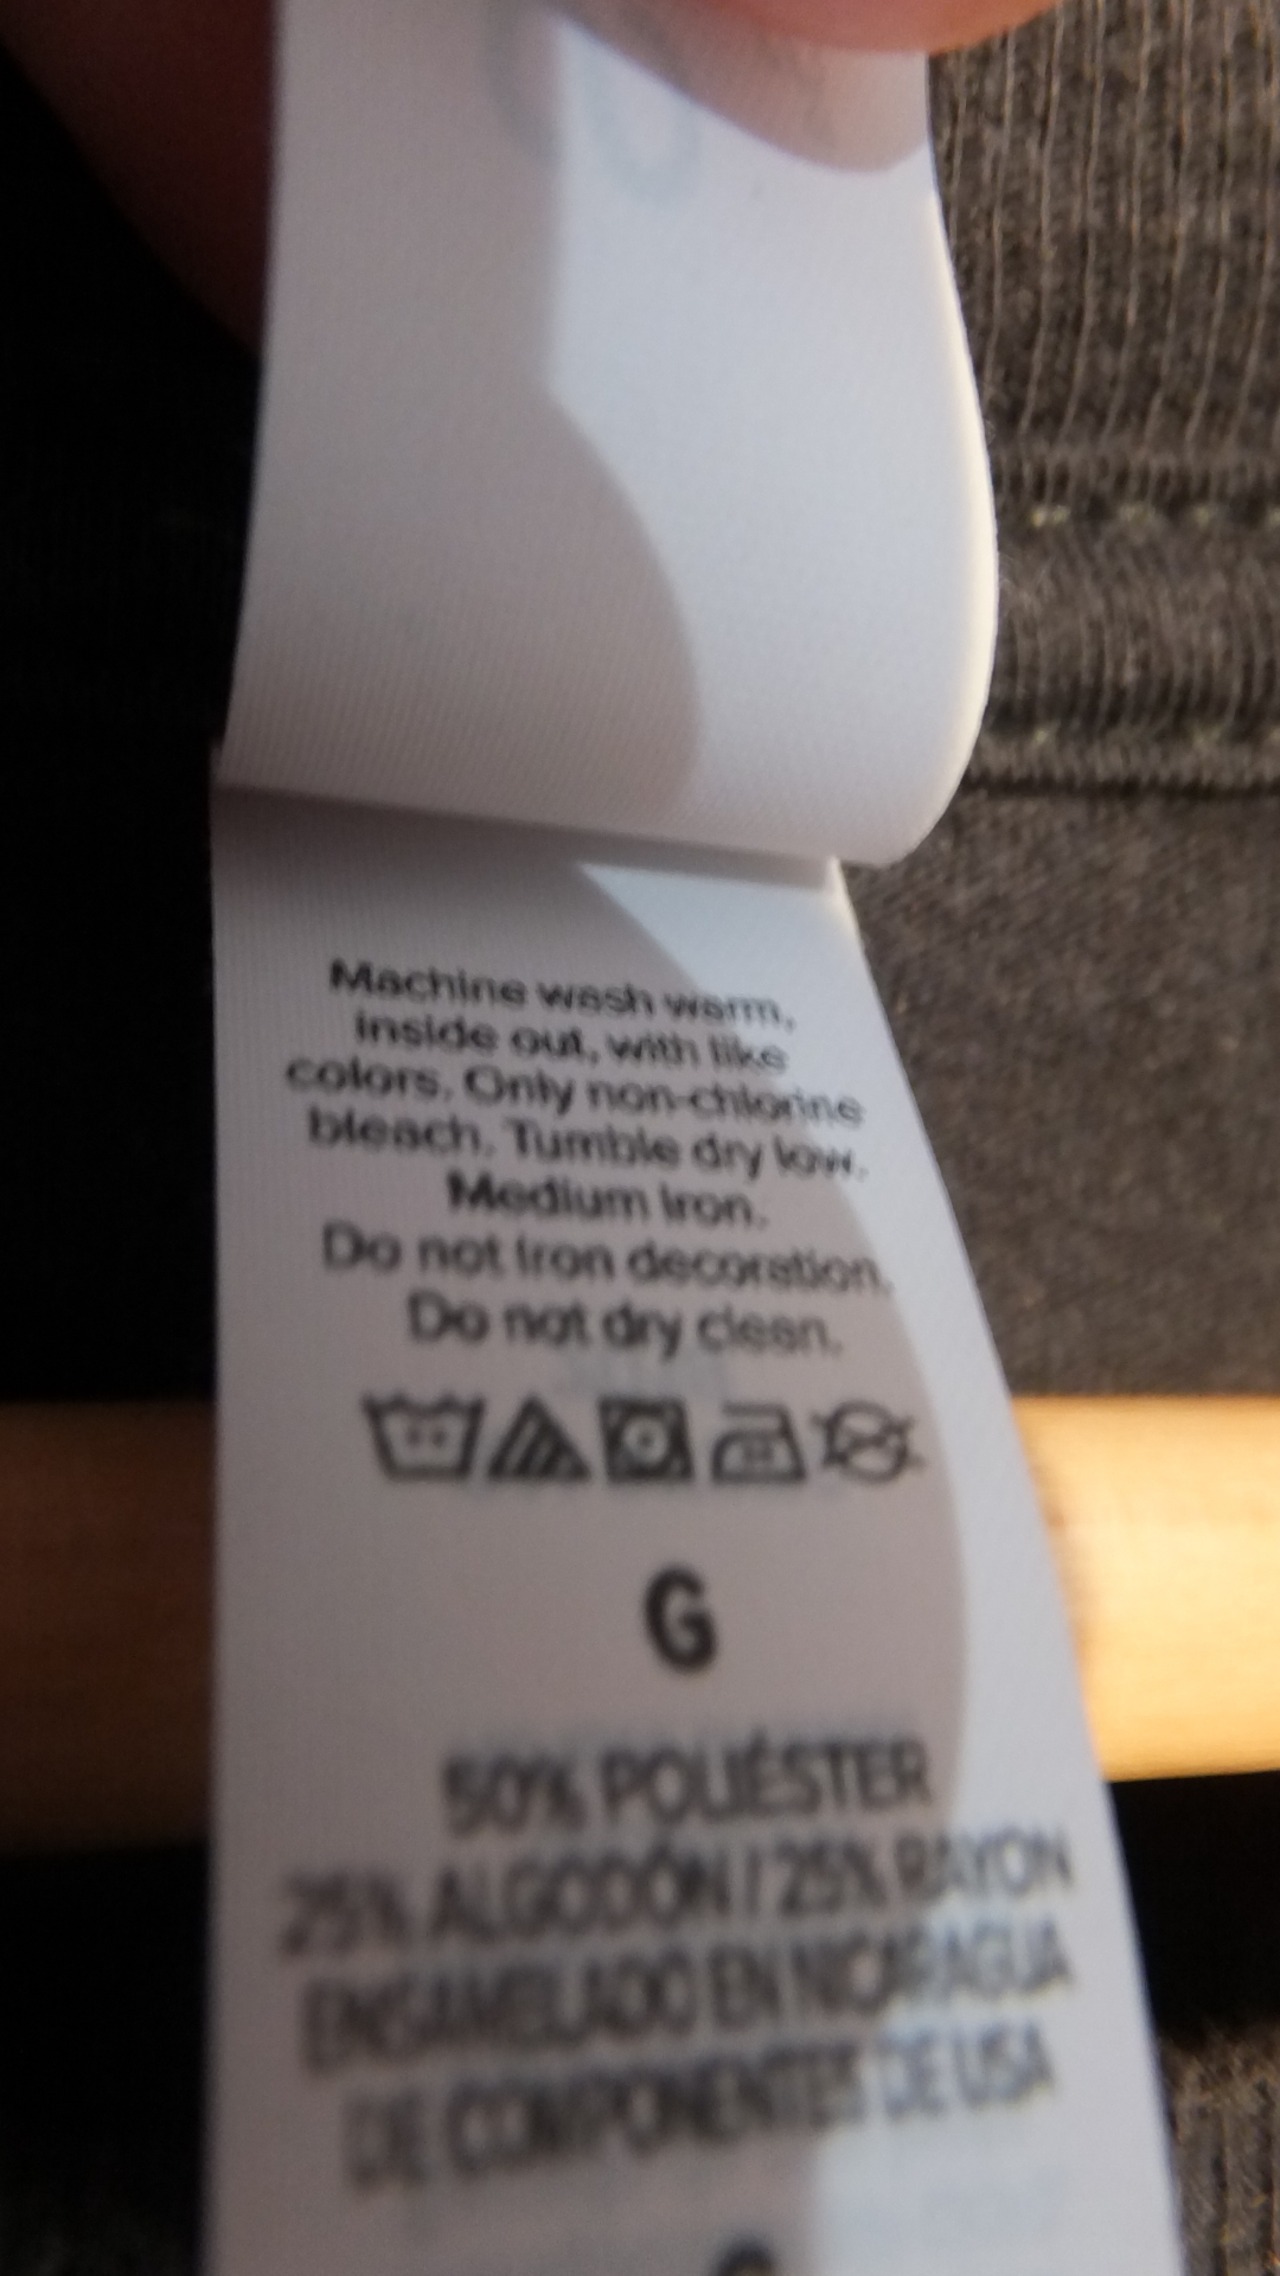 Machine wash warm,
inside out, with like
colors. Only non-chlorine
bleach. Tumble dry low.
Medium iron.
Do not iron decoration.
Do not dry clean.
G
50% POLIÉSTER
25% ALGODÓN / 25% RAYON
ENSAMBLADO EN NICARAGUA
DE COMPONENTES DE USA